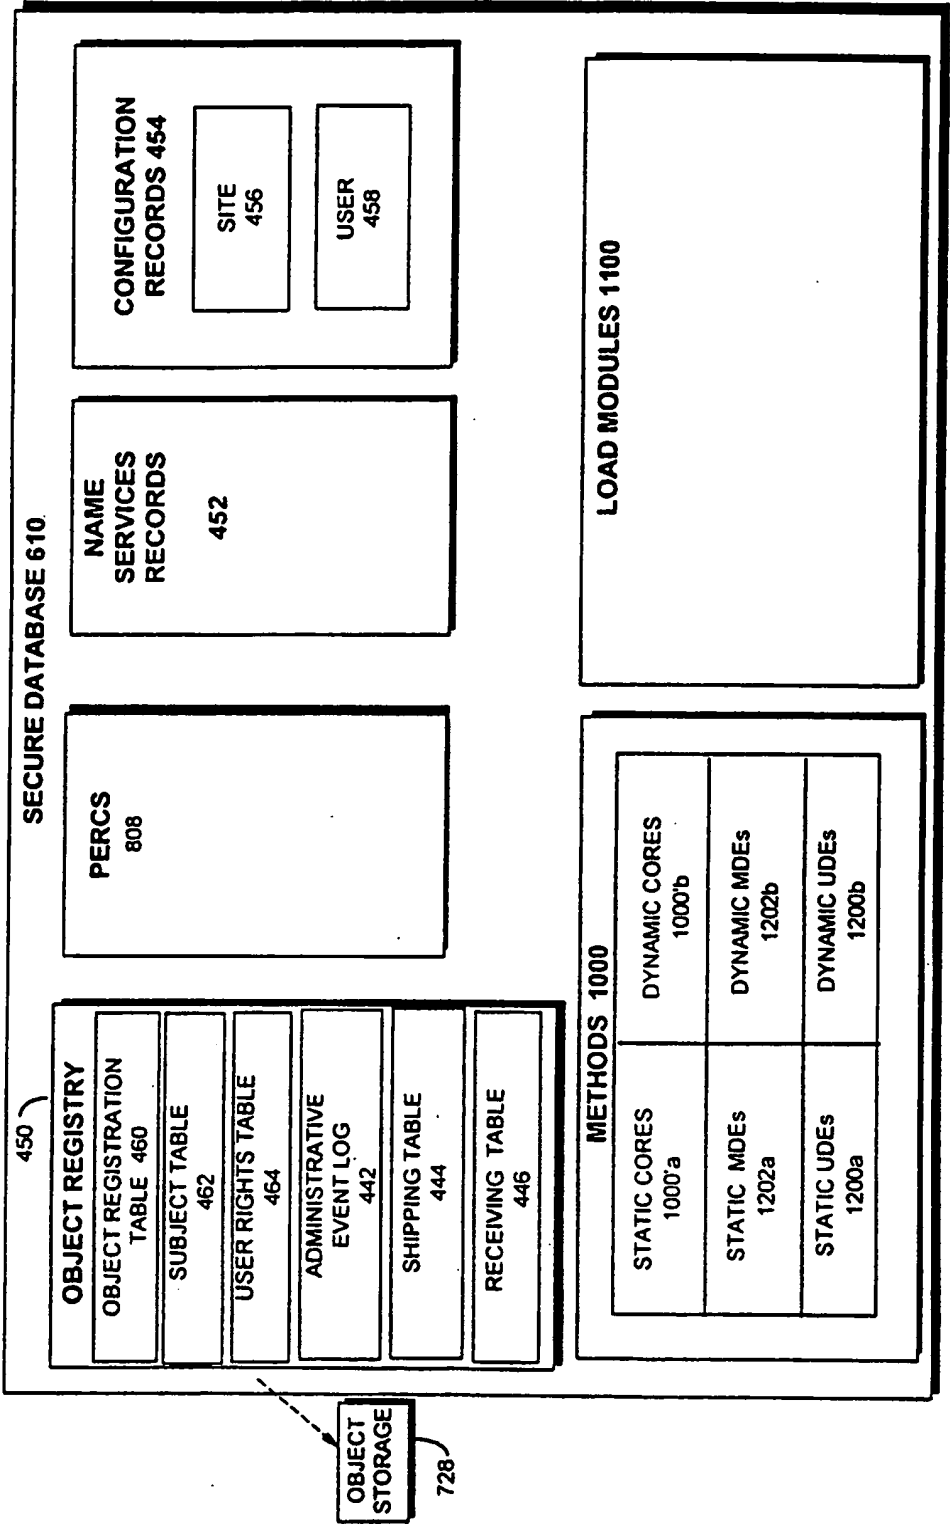 SECURE DATABASE 610
450
OBJECT REGISTRY
OBJECT REGISTRATION
TABLE 460
SUBJECT TABLE
462
USER RIGHTS TABLE
464
ADMINISTRATIVE
EVENT LOG
442
SHIPPING TABLE
444
RECEIVING TABLE
446
PERCS
808
NAME
SERVICES
RECORDS
452
CONFIGURATION
RECORDS 454
SITE
456
USER
458
OBJECT
STORAGE
728
METHODS 1000
STATIC CORES
1000'a
DYNAMIC CORES
1000'b
STATIC MDEs
1202a
DYNAMIC MDEs
1202b
STATIC UDEs
1200a
DYNAMIC UDEs
1200b
LOAD MODULES 1100